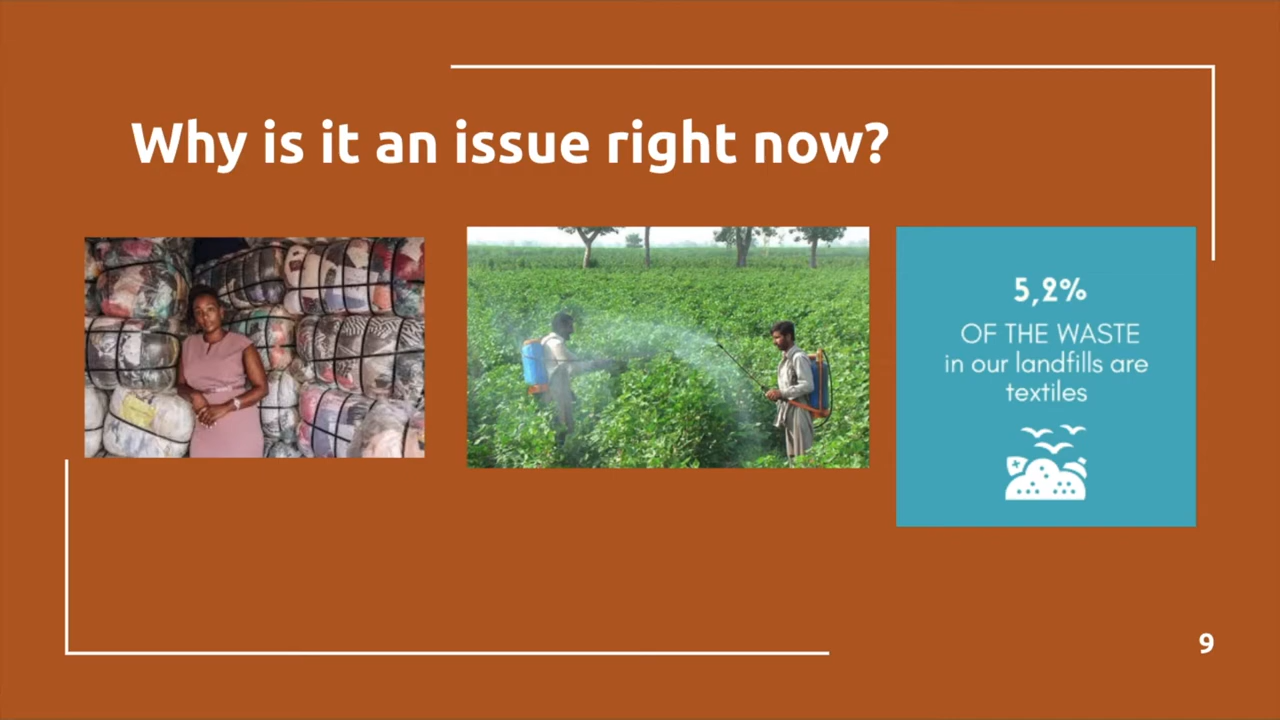 Why is it an issue right now?
5,2%
OF THE WASTE
in our landfills are
textiles
9